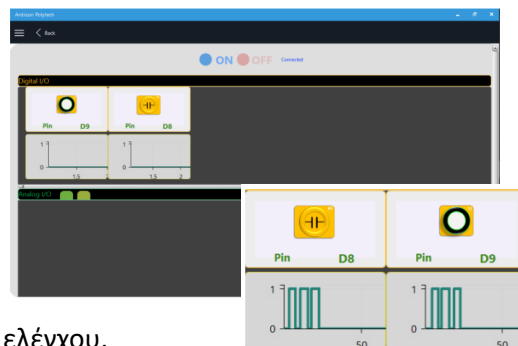 Ardozan Polytech
Back
ON OFF Connected
Digital I/O
Pin D9 Pin D8
1 1
0 0
1,5 2 1,5 2
Analog I/O
Pin D8 Pin D9
1 1
0 0
50 50
ελέγχου.